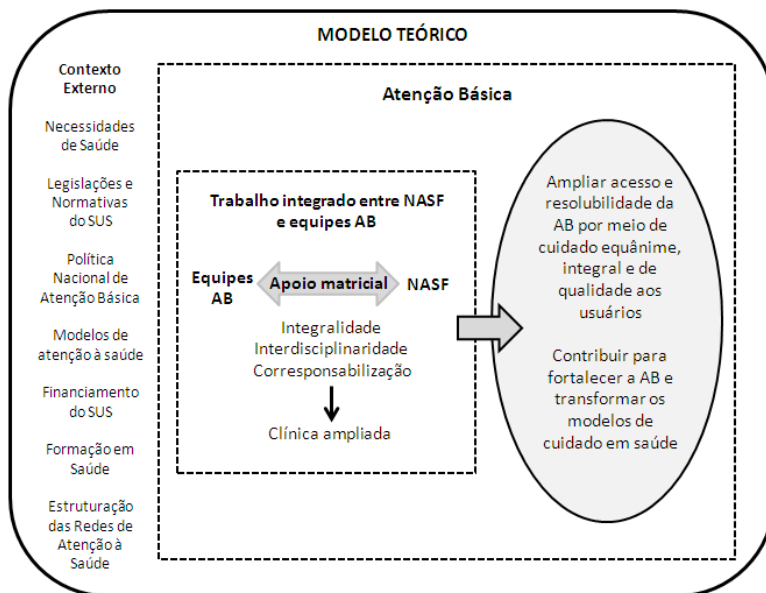 MODELO TEÓRICO
Contexto
Externo
Necessidades
de Saúde
Legislações e
Normativas
do SUS
Política
Nacional de
Atenção Básica
Modelos de
atenção à saúde
Financiamento
do SUS
Formação em
Saúde
Estruturação
das Redes de
Atenção à
Saúde
Atenção Básica
Trabalho integrado entre NASF
e equipes AB
Equipes
AB
Apoio matricial
NASF
Integralidade
Interdisciplinaridade
Corresponsabilização
Clínica ampliada
Ampliar acesso e
resolubilidade da
AB por meio de
cuidado equânime,
integral e de
qualidade aos
usuários
Contribuir para
fortalecer a AB e
transformar os
modelos de
cuidado em saúde